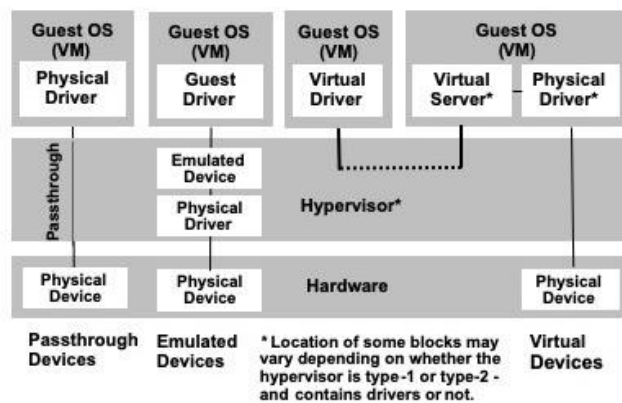 Guest OS
(VM)
Physical
Driver
Guest OS
(VM)
Guest
Driver
Guest OS
(VM)
Virtual
Driver
Guest OS
(VM)
Virtual
Server*
Physical
Driver*
Passthrough
Emulated
Device
Physical
Driver
Hypervisor*
Physical
Device
Physical
Device
Hardware
Physical
Device
Passthrough
Devices
Emulated
Devices
* Location of some blocks may
vary depending on whether the
hypervisor is type-1 or type-2 -
and contains drivers or not.
Virtual
Devices